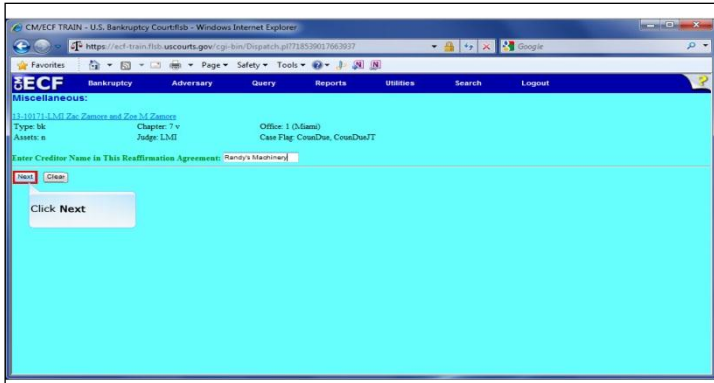 CM/ECF TRAIN - U.S. Bankruptcy Court:flsb - Windows Internet Explorer
https://ecf-train.flsb.uscourts.gov/cgi-bin/Dispatch.pl?718539017663937
Google
Favorites Page Safety Tools
ECF Bankruptcy Adversary Query Reports Utilities Search Logout ?
Miscellaneous:
13-10171-LMI Zac Zamore and Zoe M Zamore
Type: bk Chapter: 7 v Office: 1 (Miami)
Assets: n Judge: LMI Case Flag: CounDue, CounDueJT
Enter Creditor Name in This Reaffirmation Agreement: Randy's Machinery
Next Clear
Click Next